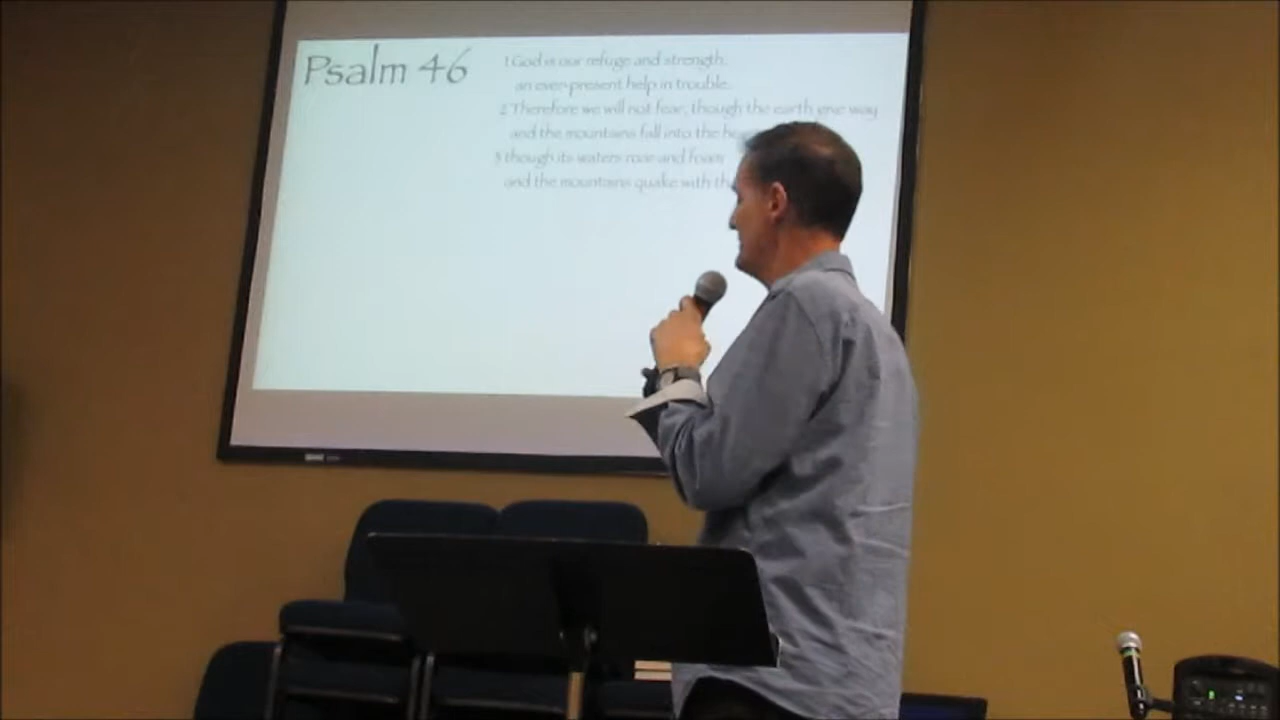 Psalm 46
1 God is our refuge and strength,
an ever-present help in trouble.
2 Therefore we will not fear, though the earth give way
and the mountains fall into the
3 though its waters roar and foam
and the mountains quake with